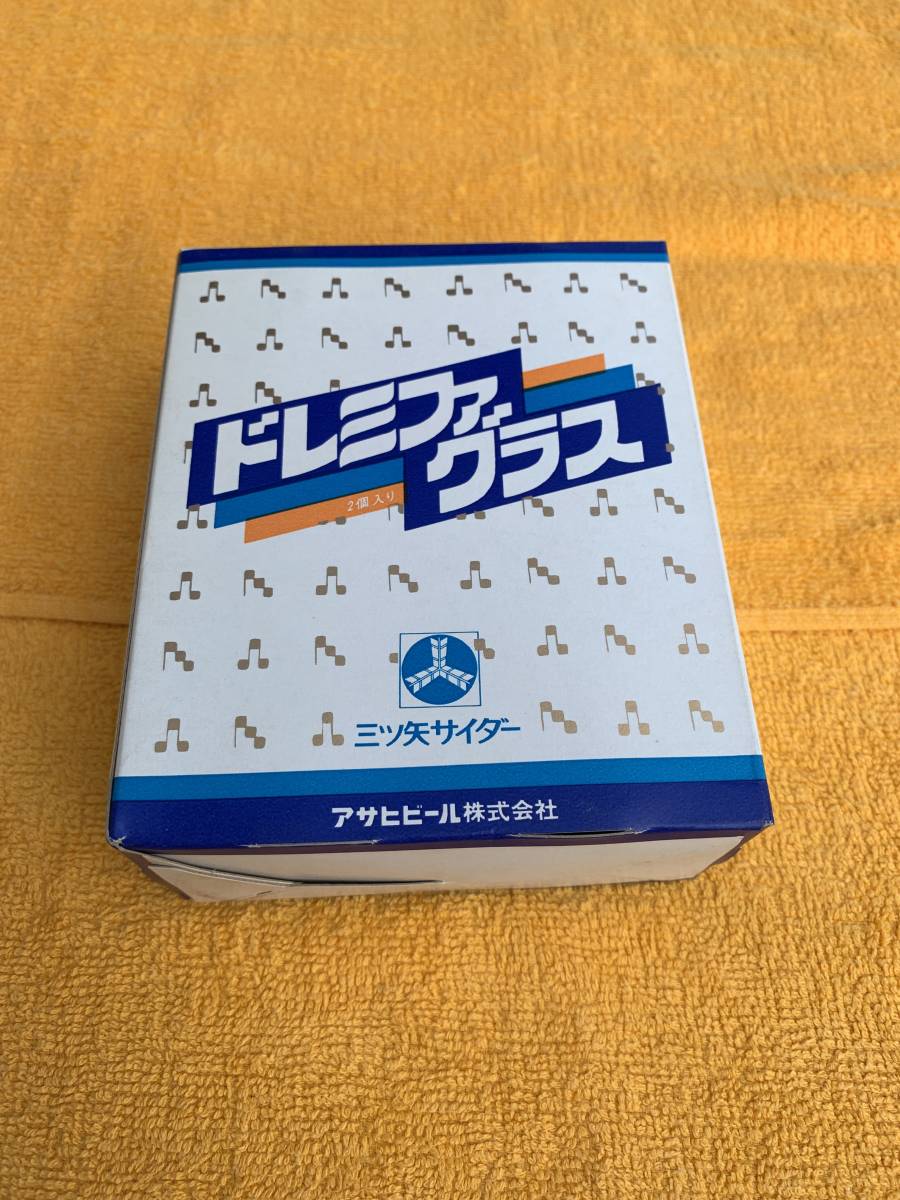 ドレミファ
グラス
2個入り
三ツ矢サイダー
アサヒビール株式会社